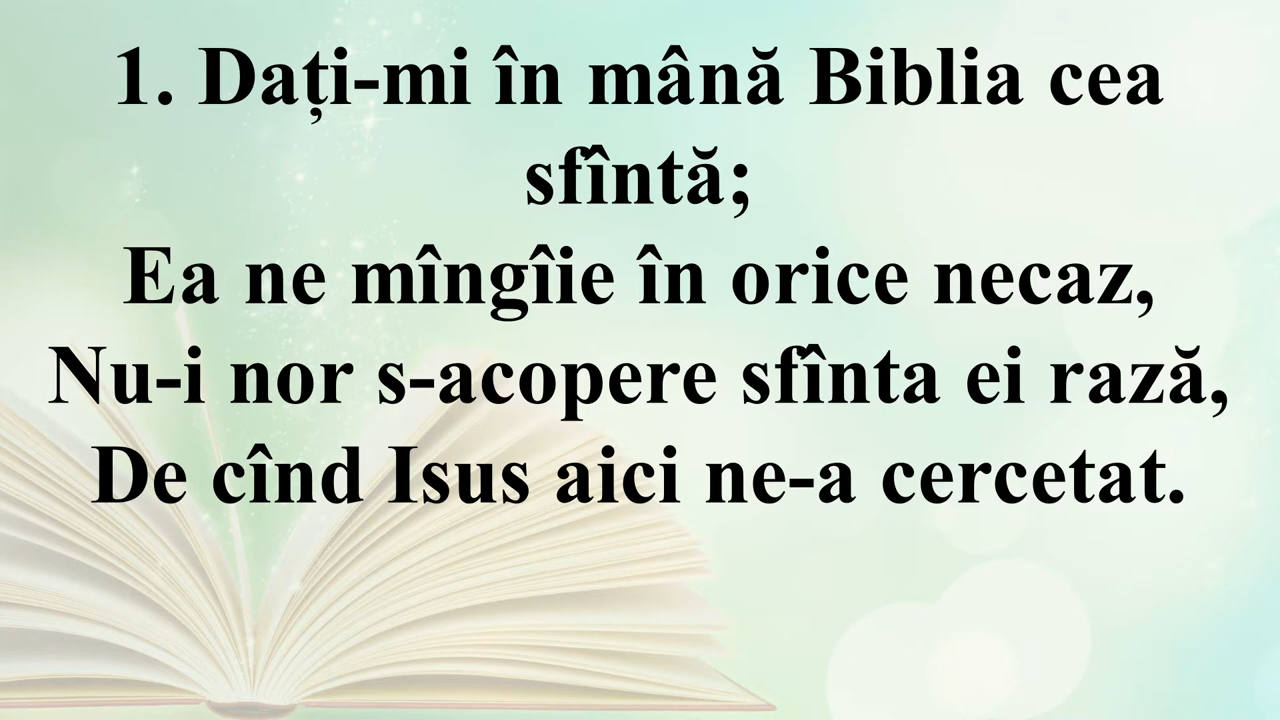 1. Dați-mi în mână Biblia cea
sfîntă;
Ea ne mîngîie în orice necaz,
Nu-i nor s-acopere sfînta ei rază,
De cînd Isus aici ne-a cercetat.